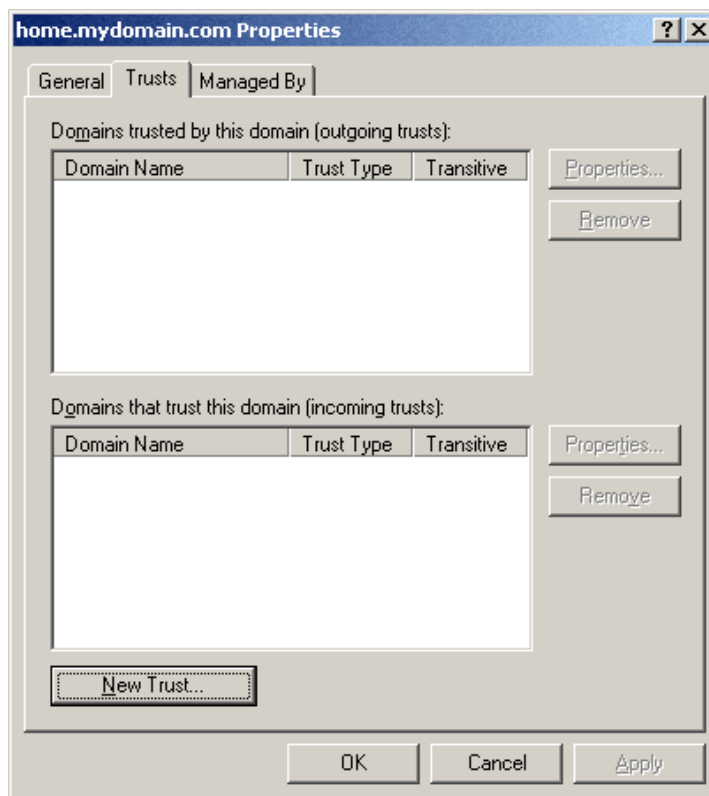 home.mydomain.com Properties
General Trusts Managed By
Domains trusted by this domain (outgoing trusts):
Domain Name Trust Type Transitive
Properties...
Remove
Domains that trust this domain (incoming trusts):
Domain Name Trust Type Transitive
Properties...
Remove
New Trust...
OK Cancel Apply